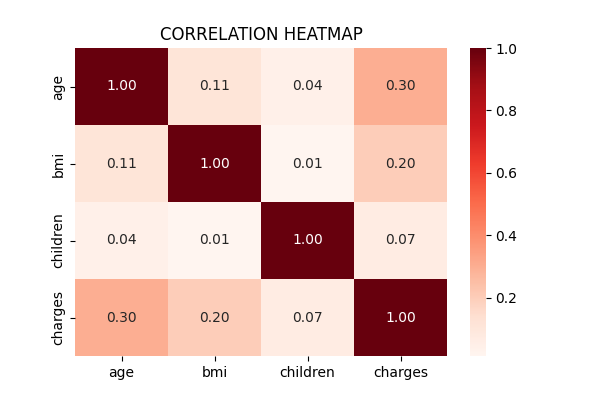 CORRELATION HEATMAP
age 1.00 0.11 0.04 0.30
bmi 0.11 1.00 0.01 0.20
children 0.04 0.01 1.00 0.07
charges 0.30 0.20 0.07 1.00
age bmi children charges
1.0
0.8
0.6
0.4
0.2